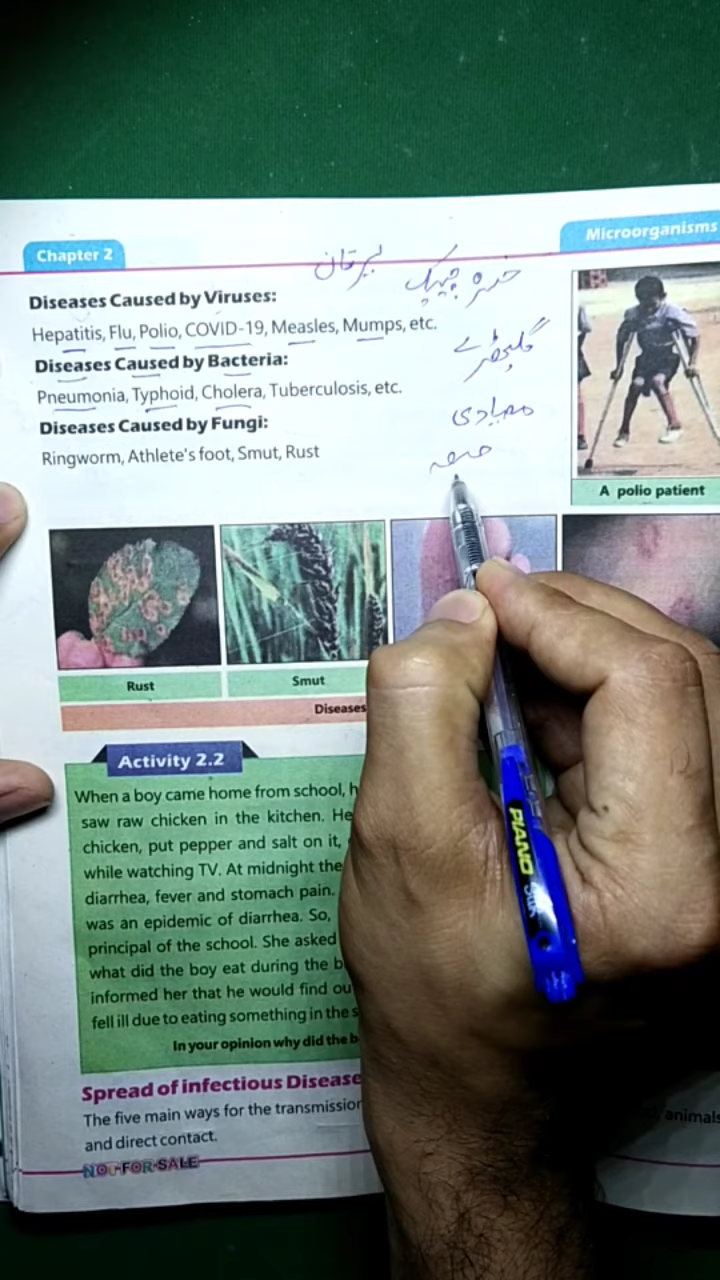 Chapter 2
Microorganisms
یرقان
خسرہ چیچک
Diseases Caused by Viruses:
Hepatitis, Flu, Polio, COVID-19, Measles, Mumps, etc.
Diseases Caused by Bacteria:
Pneumonia, Typhoid, Cholera, Tuberculosis, etc.
Diseases Caused by Fungi:
Ringworm, Athlete's foot, Smut, Rust
میادی
A polio patient
Rust
Smut
Diseases
Activity 2.2
When a boy came home from school, h
saw raw chicken in the kitchen. He
chicken, put pepper and salt on it,
while watching TV. At midnight the
diarrhea, fever and stomach pain.
was an epidemic of diarrhea. So,
principal of the school. She asked
what did the boy eat during the b
informed her that he would find ou
fell ill due to eating something in the s
In your opinion why did the b
Spread of infectious Disease
The five main ways for the transmission
animals
and direct contact.
NOT FOR SALE
PIANO